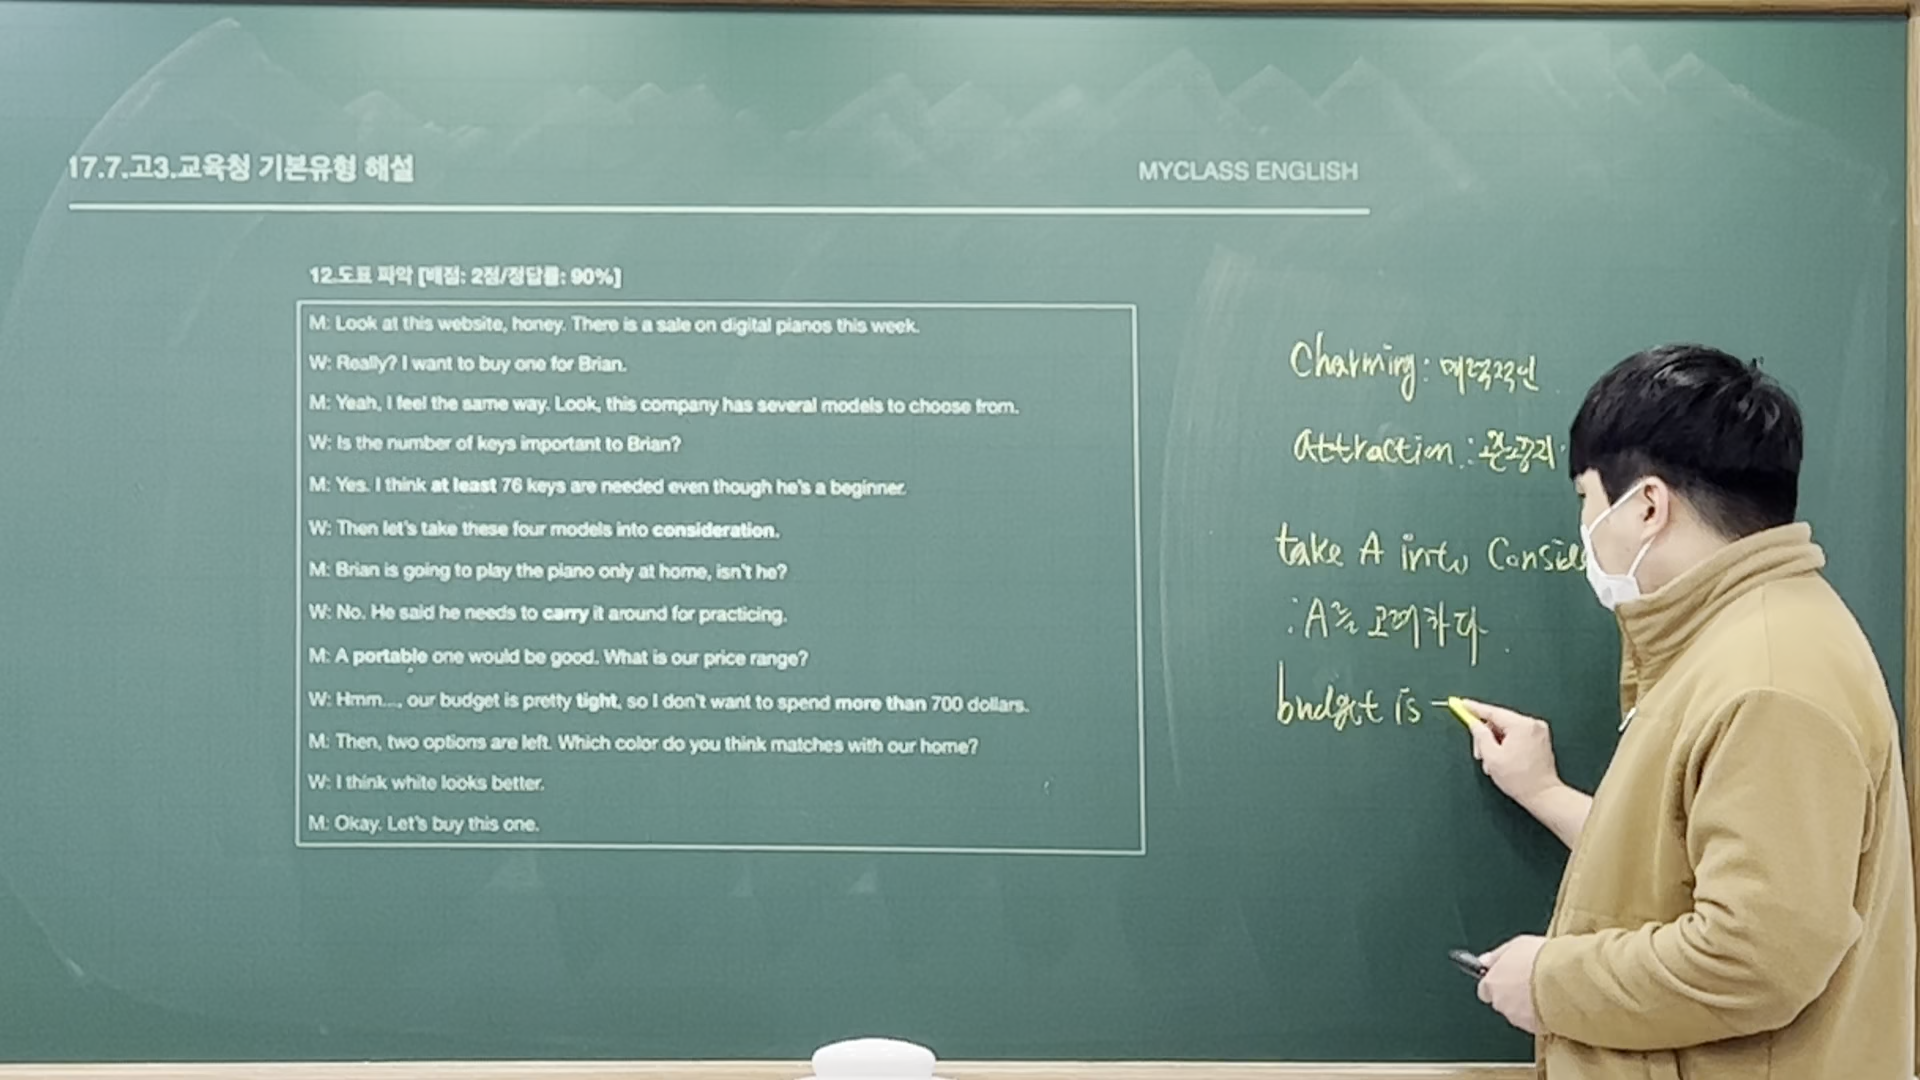 17.7.고3.교육청 기본유형 해설
MYCLASS ENGLISH
12.도표 파악 [배점: 2점/정답률: 90%]
M: Look at this website, honey. There is a sale on digital pianos this week.
W: Really? I want to buy one for Brian.
M: Yeah, I feel the same way. Look, this company has several models to choose from.
W: Is the number of keys important to Brian?
M: Yes. I think at least 76 keys are needed even though he's a beginner.
W: Then let's take these four models into consideration.
M: Brian is going to play the piano only at home, isn't he?
W: No. He said he needs to carry it around for practicing.
M: A portable one would be good. What is our price range?
W: Hmm..., our budget is pretty tight, so I don't want to spend more than 700 dollars.
M: Then, two options are left. Which color do you think matches with our home?
W: I think white looks better.
M: Okay. Let's buy this one.
Charming : 매력적인
attraction : 관광지
take A into Conside
: A를 고려하다
budget is